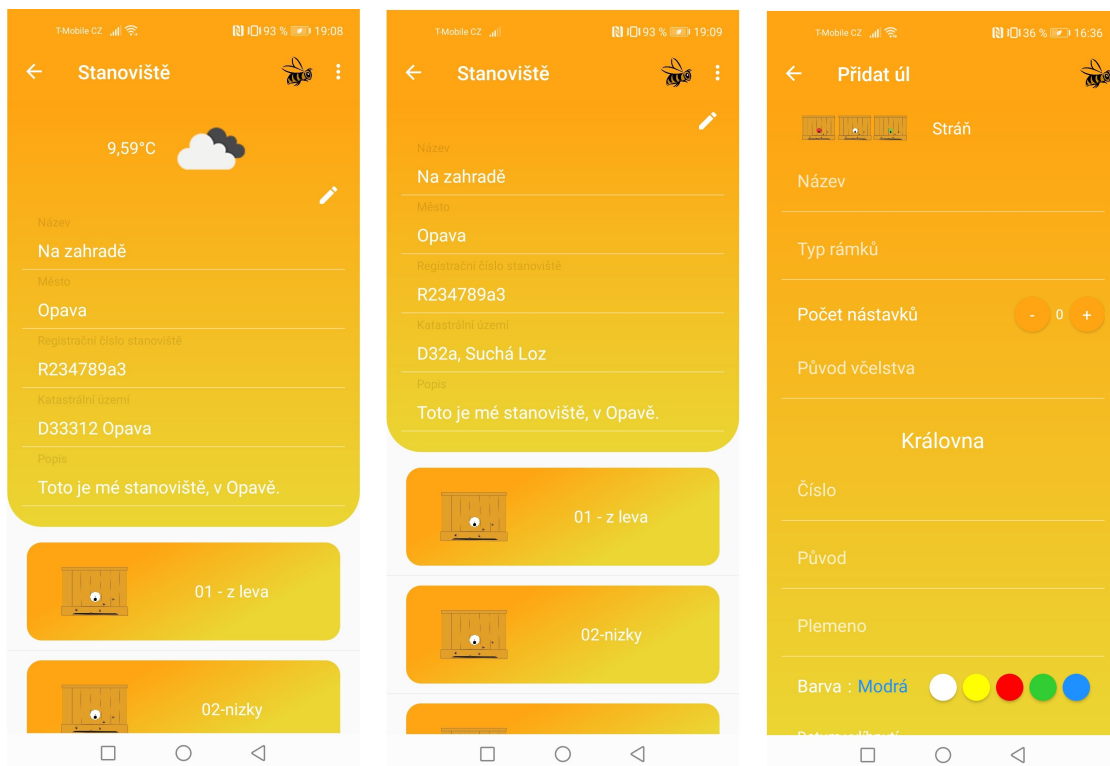 T-Mobile CZ 93 % 19:08
Stanoviště
9,59°C
Název
Na zahradě
Město
Opava
Registrační číslo stanoviště
R234789a3
Katastrální území
D33312 Opava
Popis
Toto je mé stanoviště, v Opavě.
01 - z leva
02-nizky
T-Mobile CZ 93 % 19:09
Stanoviště
Název
Na zahradě
Město
Opava
Registrační číslo stanoviště
R234789a3
Katastrální území
D32a, Suchá Loz
Popis
Toto je mé stanoviště, v Opavě.
01 - z leva
02-nizky
T-Mobile CZ 36 % 16:36
Přidat úl
Stráň
Název
Typ rámků
Počet nástavků - 0 +
Původ včelstva
Královna
Číslo
Původ
Plemeno
Barva : Modrá